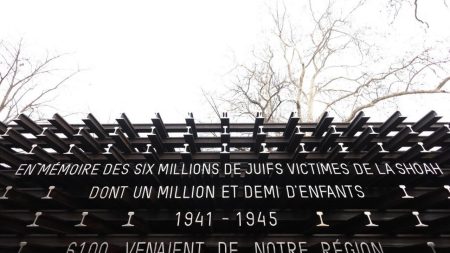 EN MÉMOIRE DES SIX MILLIONS DE JUIFS VICTIMES DE LA SHOAH
DONT UN MILLION ET DEMI D'ENFANTS
1941 - 1945
6100 VENAIENT DE NOTRE RÉGION